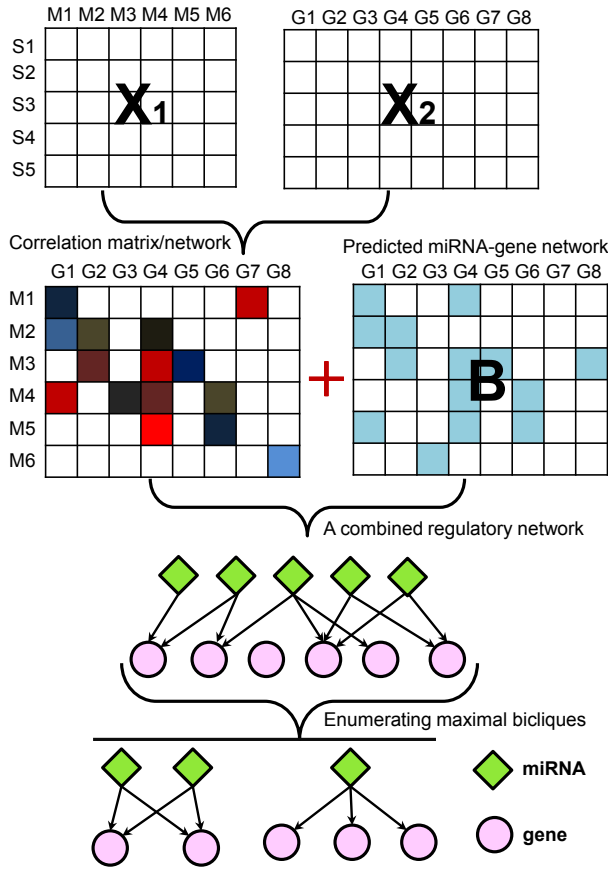 M1 M2 M3 M4 M5 M6
G1 G2 G3 G4 G5 G6 G7 G8
S1
S2
S3
S4
S5
X1
X2
Correlation matrix/network
Predicted miRNA-gene network
G1 G2 G3 G4 G5 G6 G7 G8
G1 G2 G3 G4 G5 G6 G7 G8
M1
M2
M3
M4
M5
M6
+
B
A combined regulatory network
Enumerating maximal bicliques
miRNA
gene